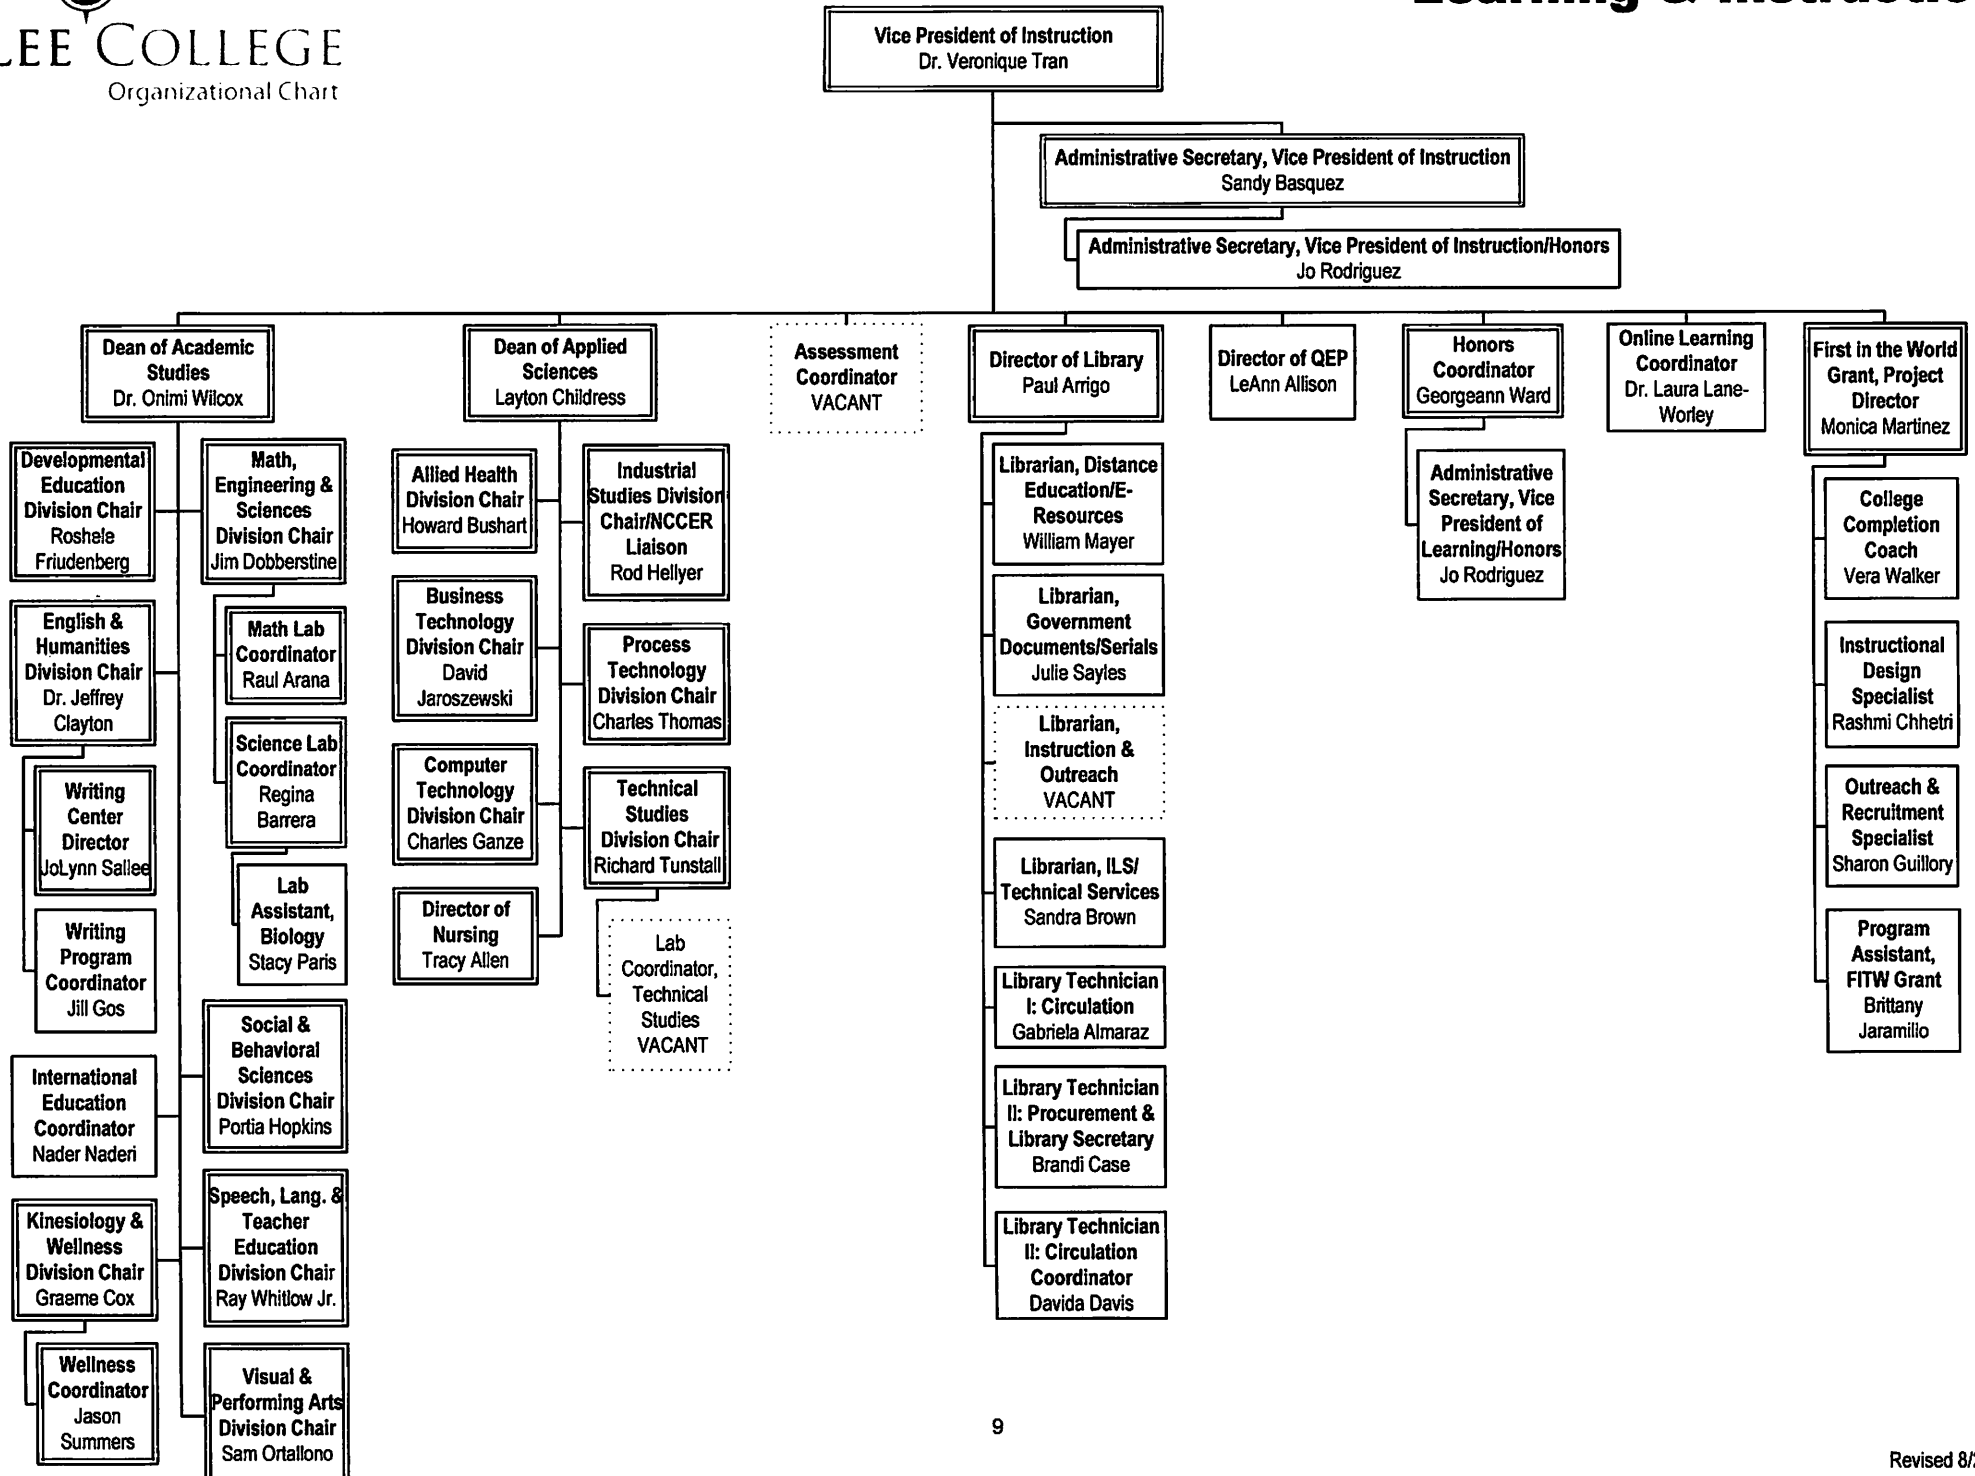 LEE COLLEGE
Organizational Chart
Learning & Instruction
Vice President of Instruction
Dr. Veronique Tran
Administrative Secretary, Vice President of Instruction
Sandy Basquez
Administrative Secretary, Vice President of Instruction/Honors
Jo Rodriguez
Dean of Academic
Studies
Dr. Onimi Wilcox
Developmental
Education
Division Chair
Roshele
Friudenberg
English &
Humanities
Division Chair
Dr. Jeffrey
Clayton
Writing
Center
Director
JoLynn Sallee
Writing
Program
Coordinator
Jill Gos
International
Education
Coordinator
Nader Naderi
Kinesiology &
Wellness
Division Chair
Graeme Cox
Wellness
Coordinator
Jason
Summers
Math,
Engineering &
Sciences
Division Chair
Jim Dobberstine
Math Lab
Coordinator
Raul Arana
Science Lab
Coordinator
Regina
Barrera
Lab
Assistant,
Biology
Stacy Paris
Social &
Behavioral
Sciences
Division Chair
Portia Hopkins
Speech, Lang. &
Teacher
Education
Division Chair
Ray Whitlow Jr.
Visual &
Performing Arts
Division Chair
Sam Ortallono
Dean of Applied
Sciences
Layton Childress
Allied Health
Division Chair
Howard Bushart
Business
Technology
Division Chair
David
Jaroszewski
Computer
Technology
Division Chair
Charles Ganze
Director of
Nursing
Tracy Allen
Industrial
Studies Division
Chair/NCCER
Liaison
Rod Hellyer
Process
Technology
Division Chair
Charles Thomas
Technical
Studies
Division Chair
Richard Tunstall
Lab
Coordinator,
Technical
Studies
VACANT
Assessment
Coordinator
VACANT
Director of Library
Paul Arrigo
Librarian, Distance
Education/E-
Resources
William Mayer
Librarian,
Government
Documents/Serials
Julie Sayles
Librarian,
Instruction &
Outreach
VACANT
Librarian, ILS/
Technical Services
Sandra Brown
Library Technician
I: Circulation
Gabriela Almaraz
Library Technician
II: Procurement &
Library Secretary
Brandi Case
Library Technician
II: Circulation
Coordinator
Davida Davis
Director of QEP
LeAnn Allison
Honors
Coordinator
Georgeann Ward
Administrative
Secretary, Vice
President of
Learning/Honors
Jo Rodriguez
Online Learning
Coordinator
Dr. Laura Lane-
Worley
First in the World
Grant, Project
Director
Monica Martinez
College
Completion
Coach
Vera Walker
Instructional
Design
Specialist
Rashmi Chhetri
Outreach &
Recruitment
Specialist
Sharon Guillory
Program
Assistant,
FITW Grant
Brittany
Jaramillo
9
Revised 8/